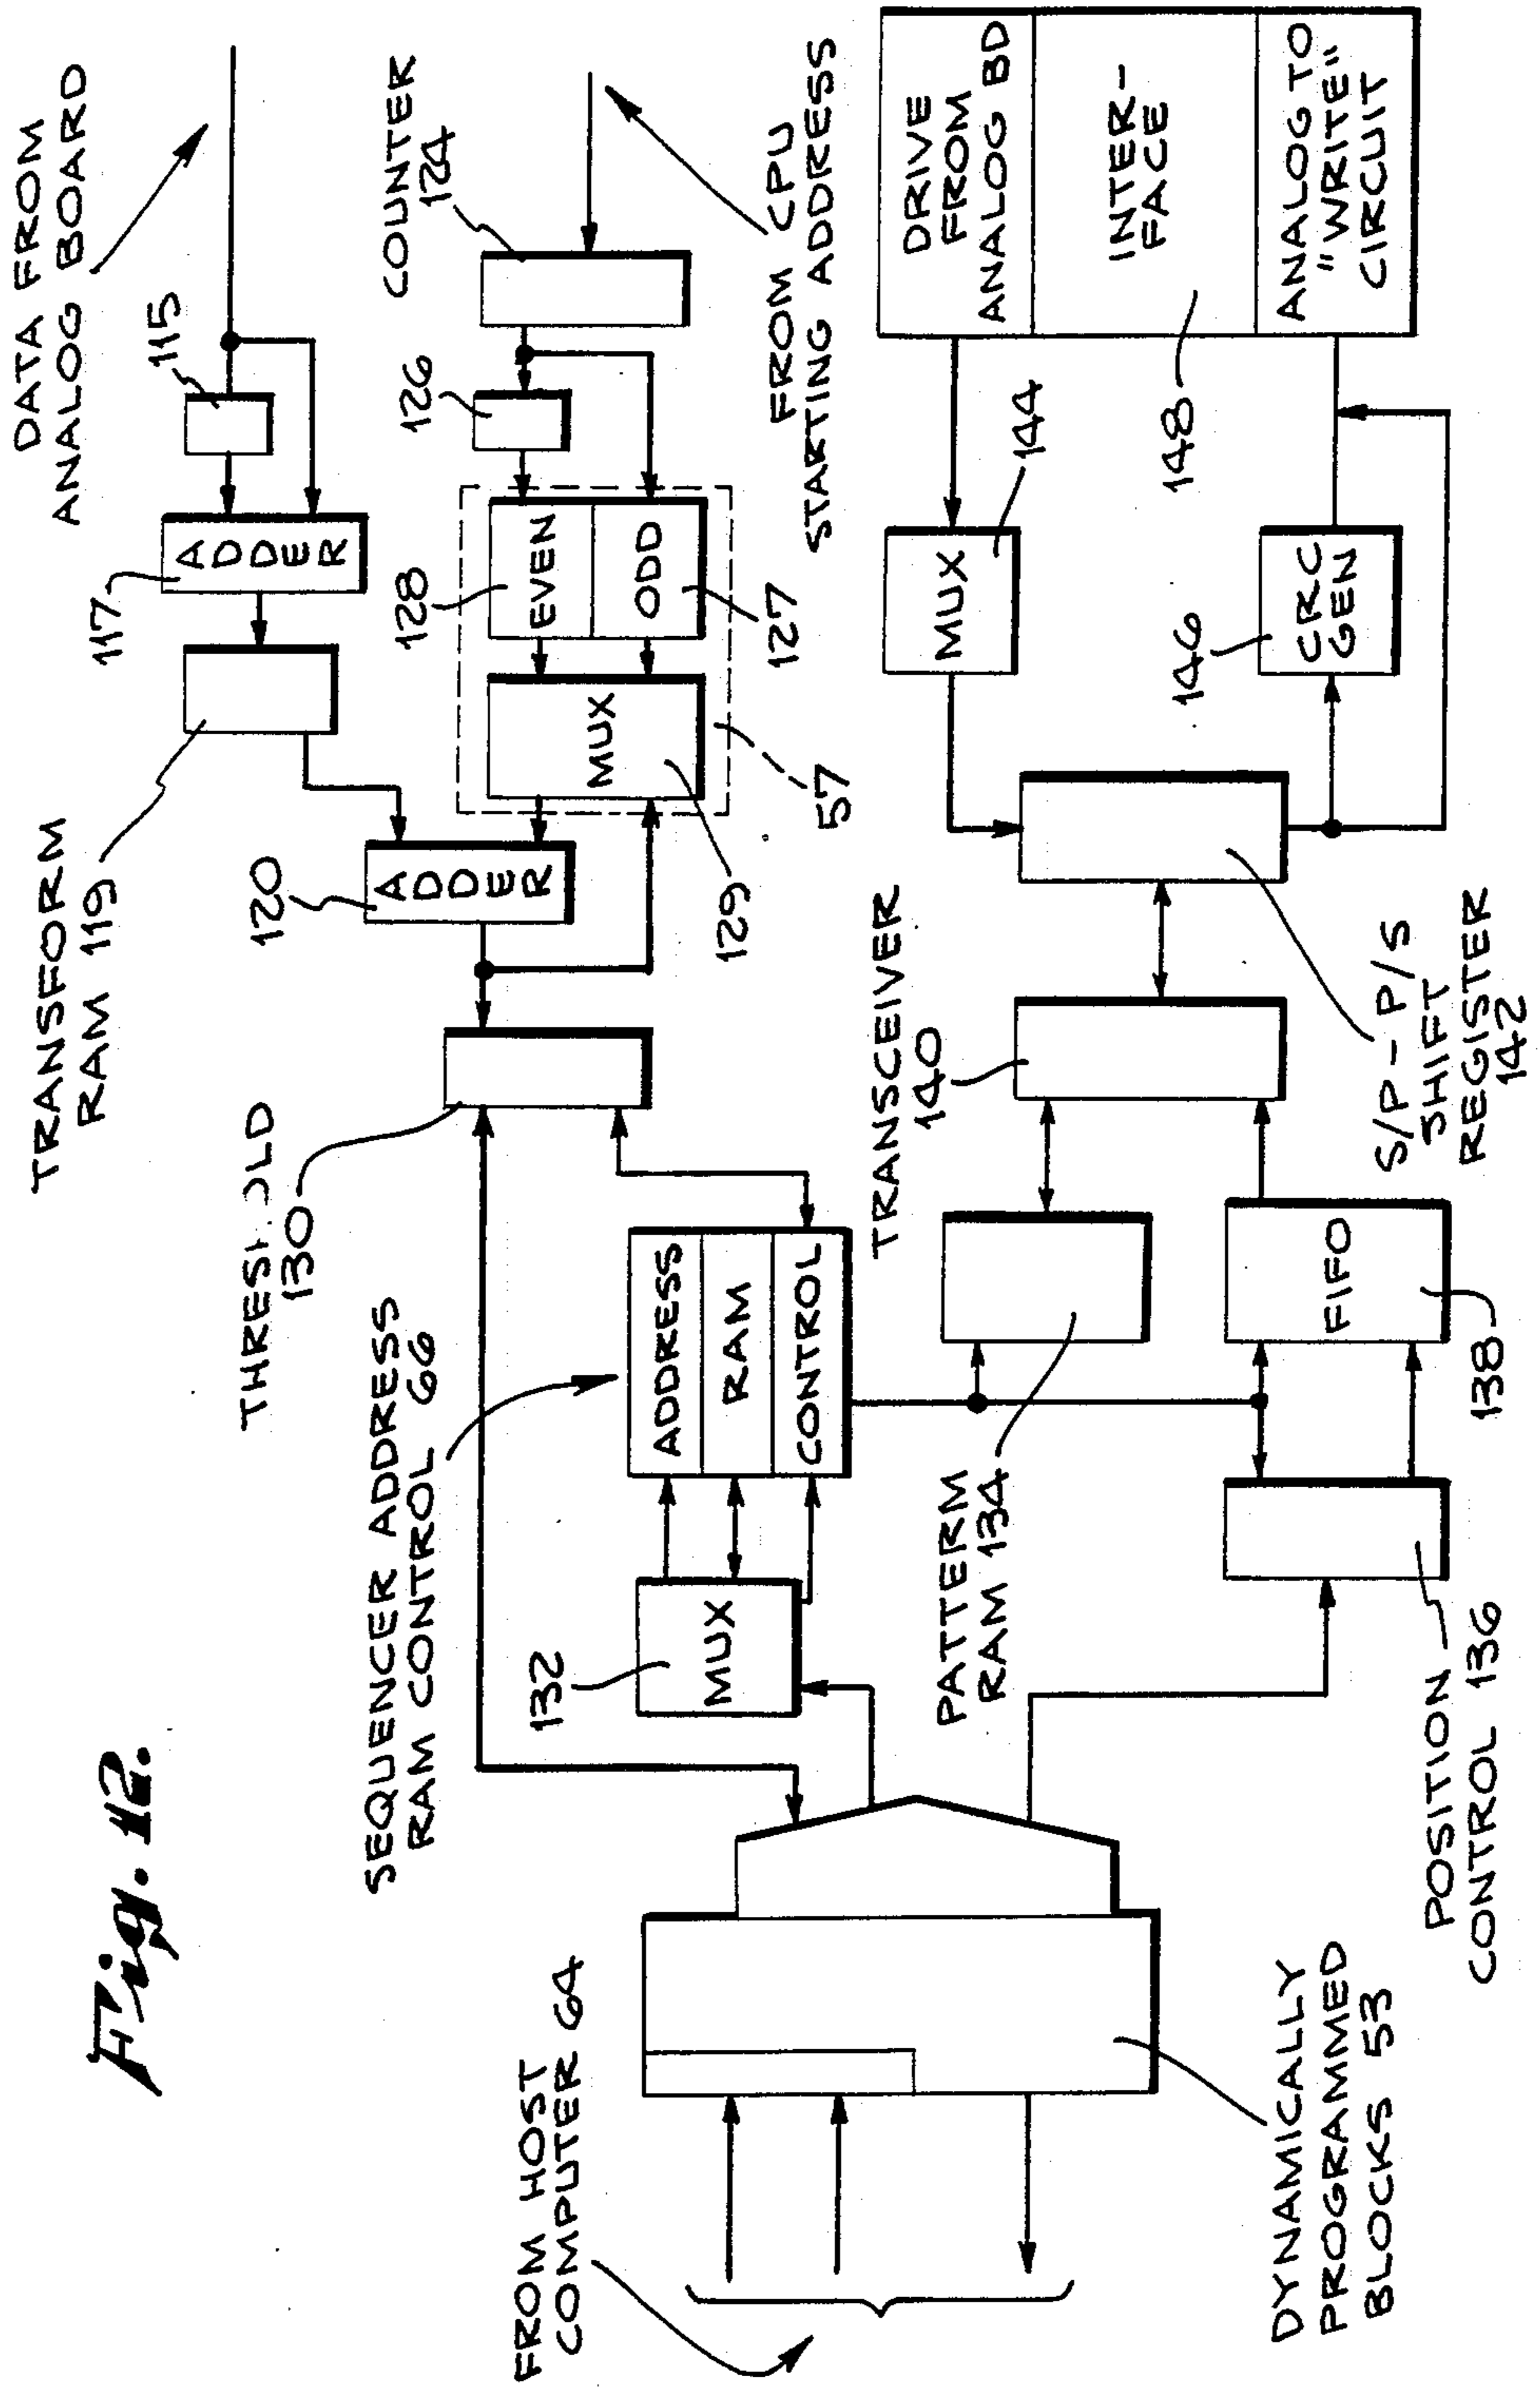 Fig. 12.
DATA FROM
ANALOG BOARD
115
117
ADDER
TRANSFORM
RAM 119
COUNTER
124
126
128
EVEN
ODD
127
MUX
129
57
120
ADDER
FROM CPU
STARTING ADDRESS
130
SEQUENCER ADDRESS
RAM CONTROL 66
ADDRESS
RAM
CONTROL
132
MUX
FROM HOST
COMPUTER 64
DYNAMICALLY
PROGRAMMED
BLOCKS 53
PATTERM
RAM 134
POSITION
CONTROL 136
FIFO
138
TRANSCEIVER
140
S/P-P/S
SHIFT
REGISTER
142
MUX
144
146
CRC
GEN
148
DRIVE
FROM
ANALOG BD
INTER-
FACE
ANALOG TO
"WRITE"
CIRCUIT